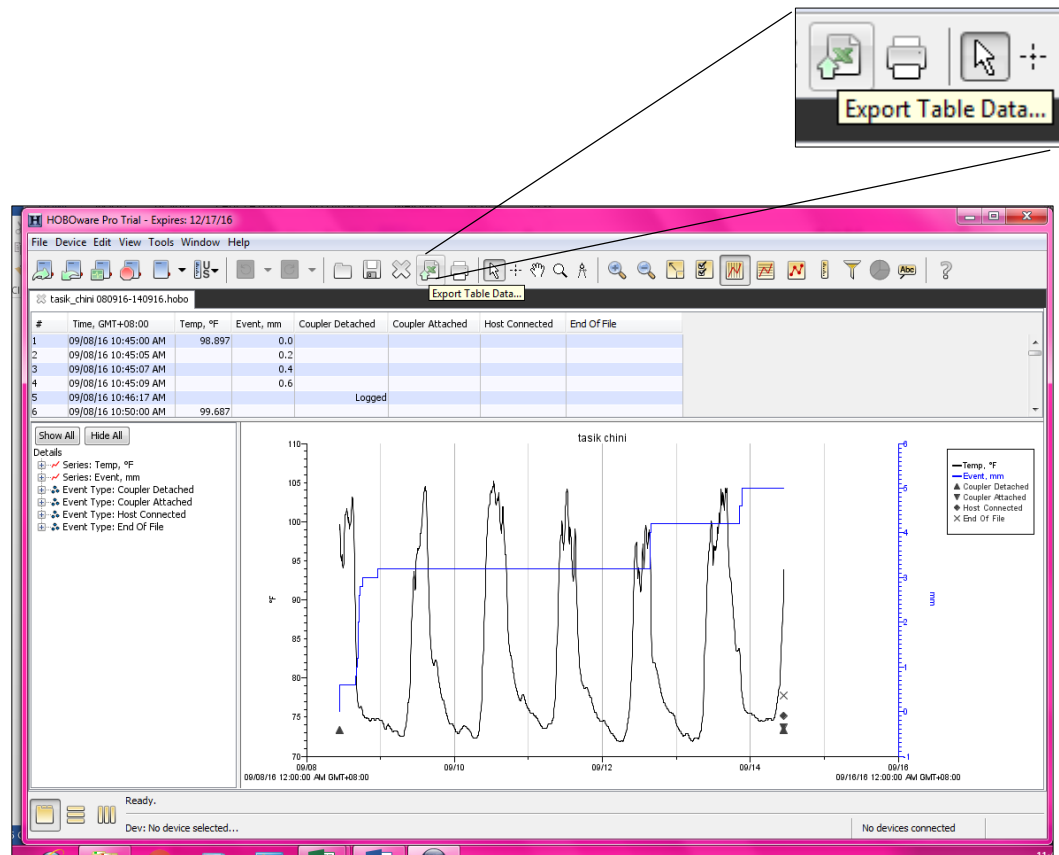 Export Table Data...
HOBOware Pro Trial - Expires: 12/17/16
File Device Edit View Tools Window Help
Abc
Export Table Data...
tasik_chini 080916-140916.hobo
# Time, GMT+08:00 Temp, °F Event, mm Coupler Detached Coupler Attached Host Connected End Of File
1 09/08/16 10:45:00 AM 98.897 0.0
2 09/08/16 10:45:05 AM 0.2
3 09/08/16 10:45:07 AM 0.4
4 09/08/16 10:45:09 AM 0.6
5 09/08/16 10:46:17 AM Logged
6 09/08/16 10:50:00 AM 99.687
Show All Hide All
Details
Series: Temp, °F
Series: Event, mm
Event Type: Coupler Detached
Event Type: Coupler Attached
Event Type: Host Connected
Event Type: End Of File
tasik chini
110
105
100
95
90
85
80
75
70
°F
6
5
4
3
2
1
0
-1
mm
Temp, °F
Event, mm
Coupler Detached
Coupler Attached
Host Connected
End Of File
09/08 09/10 09/12 09/14 09/16
09/08/16 12:00:00 AM GMT+08:00 09/16/16 12:00:00 AM GMT+08:00
Ready.
Dev: No device selected... No devices connected